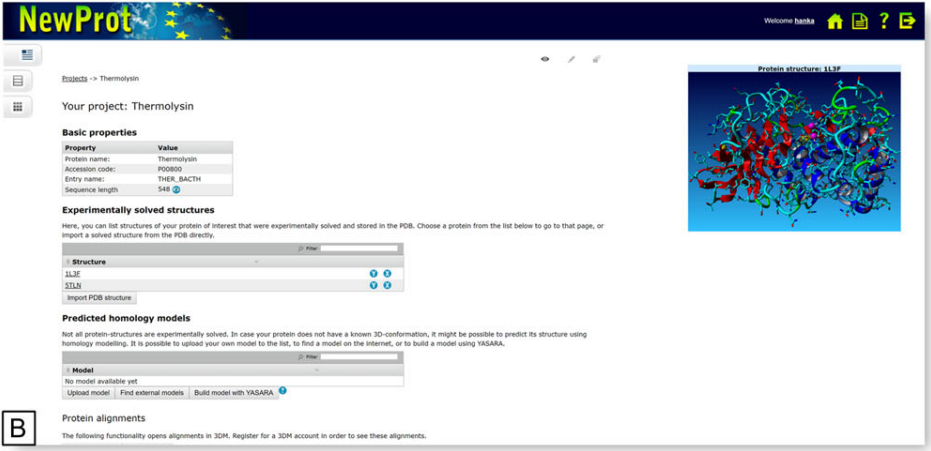 NewProt
Welcome hanka
?
Projects -> Thermolysin
Protein structure: 1L3F
Your project: Thermolysin
Basic properties
Property Value
Protein name: Thermolysin
Accession code: P00800
Entry name: THER_BACTH
Sequence length 548
Experimentally solved structures
Here, you can list structures of your protein of interest that were experimentally solved and stored in the PDB. Choose a protein from the list below to go to that page, or
import a solved structure from the PDB directly.
Filter
Structure
1L3F Y X
5TLN Y X
Import PDB structure
Predicted homology models
Not all protein-structures are experimentally solved. In case your protein does not have a known 3D-conformation, it might be possible to predict its structure using
homology modelling. It is possible to upload your own model to the list, to find a model on the internet, or to build a model using YASARA.
Filter
Model
No model available yet
Upload model Find external models Build model with YASARA ?
Protein alignments
The following functionality opens alignments in 3DM. Register for a 3DM account in order to see these alignments.
B